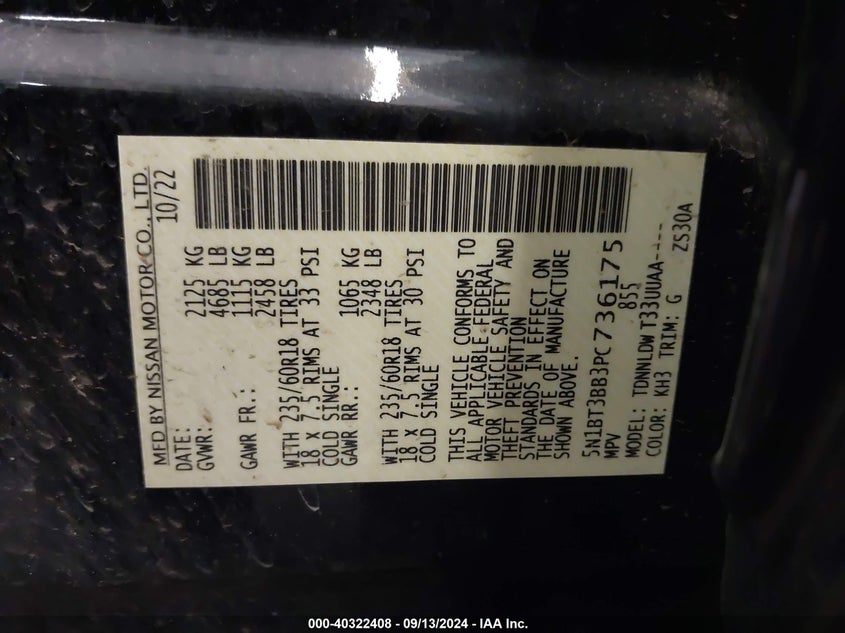 MFD BY NISSAN MOTOR CO., LTD.
DATE: 10/22
GVWR: 2125 KG
4685 LB
GAWR FR.: 1115 KG
2458 LB
WITH 235/60R18 TIRES
18 x 7.5 RIMS AT 33 PSI
COLD SINGLE
GAWR RR.: 1065 KG
2348 LB
WITH 235/60R18 TIRES
18 x 7.5 RIMS AT 30 PSI
COLD SINGLE
THIS VEHICLE CONFORMS TO
ALL APPLICABLE FEDERAL
MOTOR VEHICLE SAFETY AND
THEFT PREVENTION
STANDARDS IN EFFECT ON
THE DATE OF MANUFACTURE
SHOWN ABOVE.
5N1BT3BB3PC736175
MPV 855
MODEL: TDNNLDW T33UUAA----
COLOR: KH3 TRIM: G ZS30A
000-40322408 - 09/13/2024 - IAA Inc.